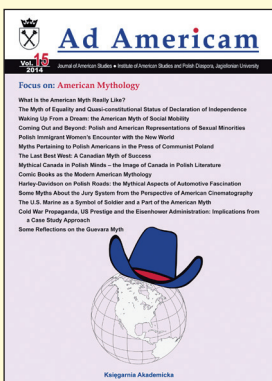 Ad Americam
Vol. 15
2014
Journal of American Studies • Institute of American Studies and Polish Diaspora, Jagiellonian University
Focus on: American Mythology
What Is the American Myth Really Like?
The Myth of Equality and Quasi-constitutional Status of Declaration of Independence
Waking Up From a Dream: the American Myth of Social Mobility
Coming Out and Beyond: Polish and American Representations of Sexual Minorities
Polish Immigrant Women's Encounter with the New World
Myths Pertaining to Polish Americans in the Press of Communist Poland
The Last Best West: A Canadian Myth of Success
Mythical Canada in Polish Minds – the Image of Canada in Polish Literature
Comic Books as the Modern American Mythology
Harley-Davidson on Polish Roads: the Mythical Aspects of Automotive Fascination
Some Myths About the Jury System from the Perspective of American Cinematography
The U.S. Marine as a Symbol of Soldier and a Part of the American Myth
Cold War Propaganda, US Prestige and the Eisenhower Administration: Implications from
a Case Study Approach
Some Reflections on the Guevara Myth
Księgarnia Akademicka